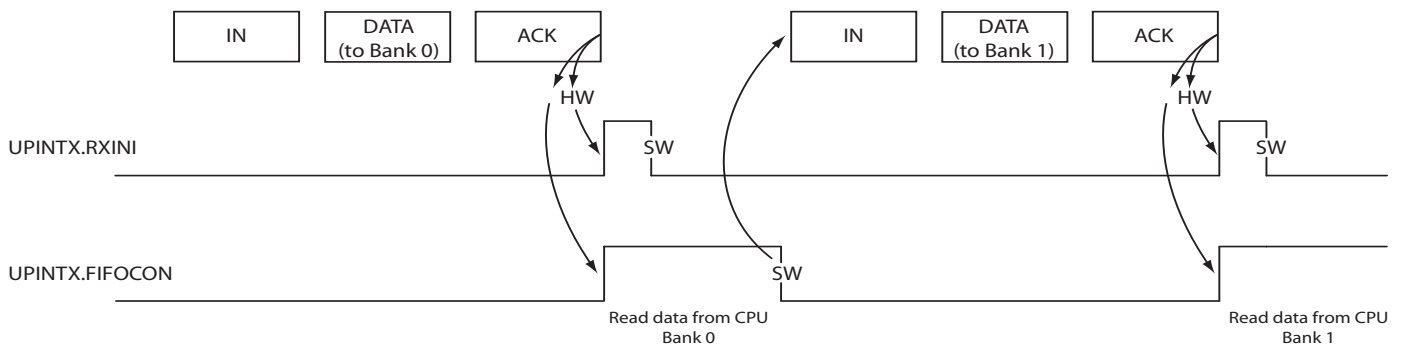 IN
DATA
(to Bank 0)
ACK
IN
DATA
(to Bank 1)
ACK
HW
HW
UPINTX.RXINI
SW
SW
UPINTX.FIFOCON
SW
Read data from CPU
Bank 0
Read data from CPU
Bank 1